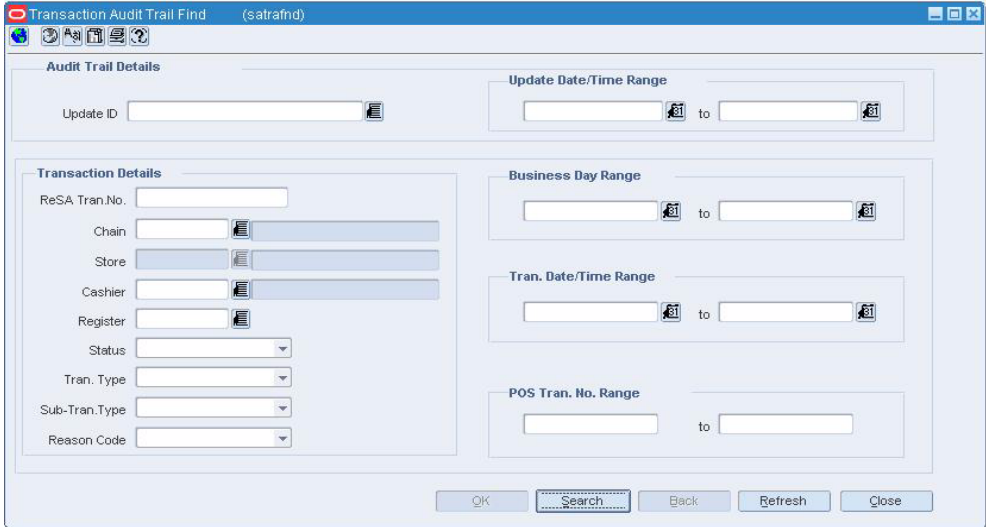 Transaction Audit Trail Find (satrafnd)
Audit Trail Details
Update ID
Update Date/Time Range
to
Transaction Details
ReSA Tran.No.
Chain
Store
Cashier
Register
Status
Tran. Type
Sub-Tran.Type
Reason Code
Business Day Range
to
Tran. Date/Time Range
to
POS Tran. No. Range
to
OK Search Back Refresh Close